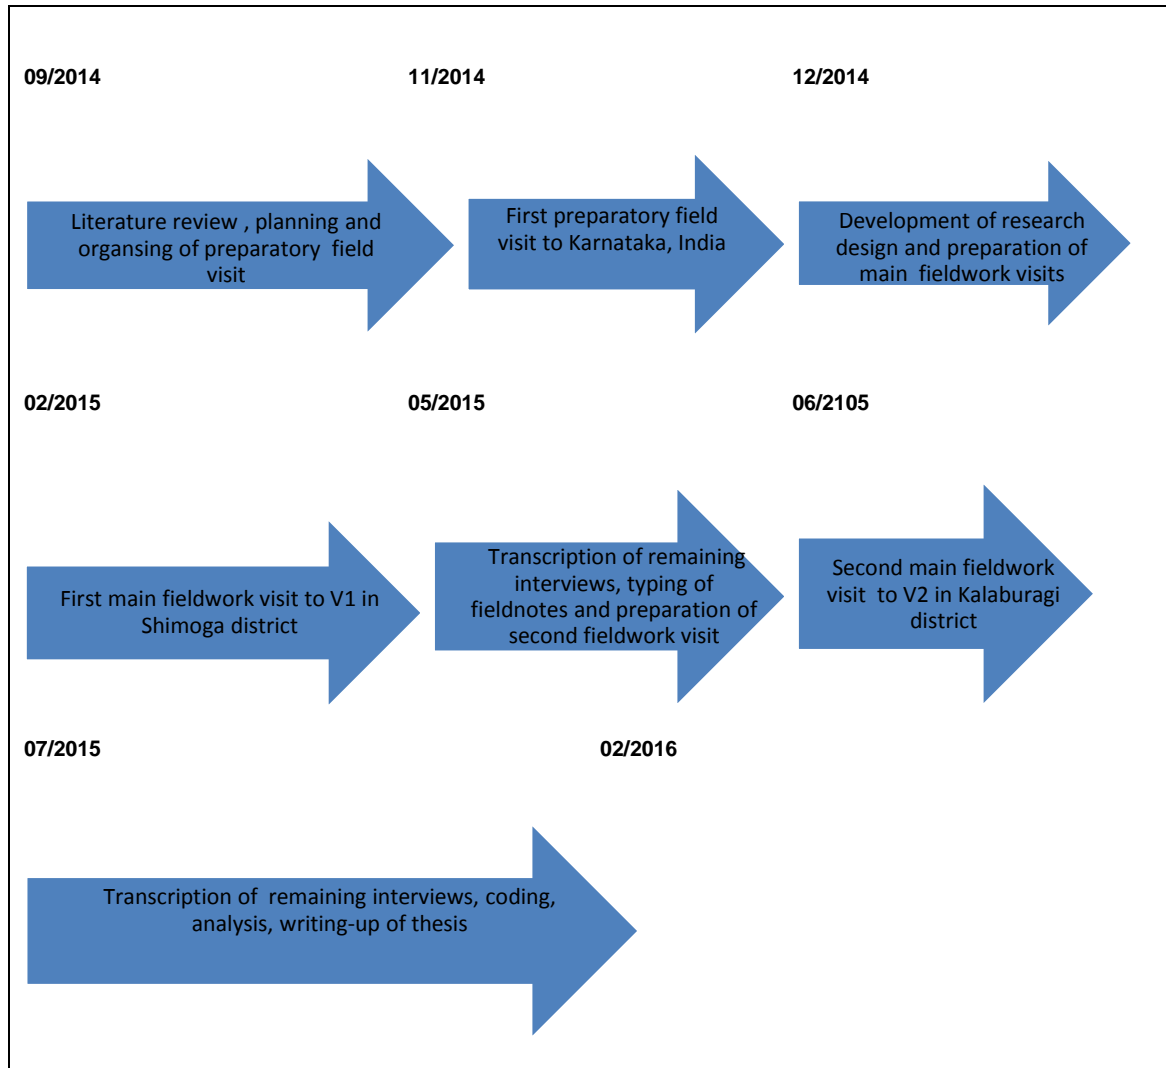 09/2014
11/2014
12/2014
Literature review , planning and
organsing of preparatory field
visit
First preparatory field
visit to Karnataka, India
Development of research
design and preparation of
main fieldwork visits
02/2015
05/2015
06/2105
First main fieldwork visit to V1 in
Shimoga district
Transcription of remaining
interviews, typing of
fieldnotes and preparation of
second fieldwork visit
Second main fieldwork
visit to V2 in Kalaburagi
district
07/2015
02/2016
Transcription of remaining interviews, coding,
analysis, writing-up of thesis